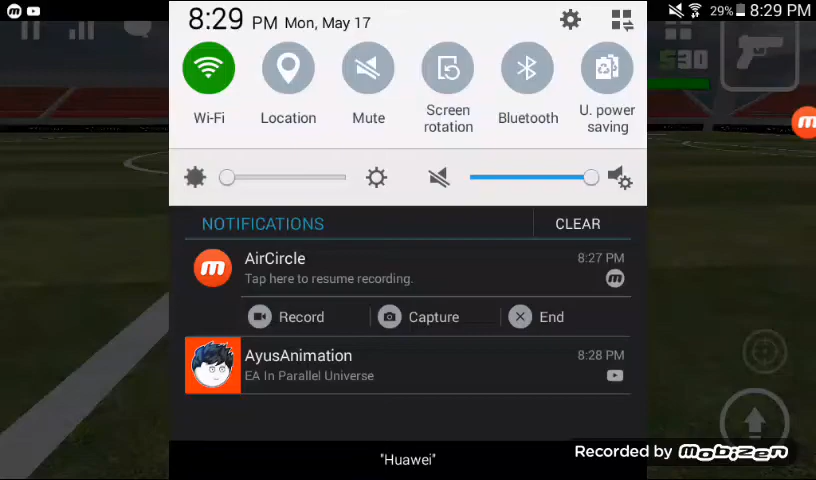 8:29 PM Mon, May 17
29% 8:29 PM
530
Wi-Fi
Location
Mute
Screen rotation
Bluetooth
U. power saving
NOTIFICATIONS
CLEAR
AirCircle
8:27 PM
Tap here to resume recording.
Record
Capture
End
AyusAnimation
8:28 PM
EA In Parallel Universe
"Huawei"
Recorded by MOBIZEN